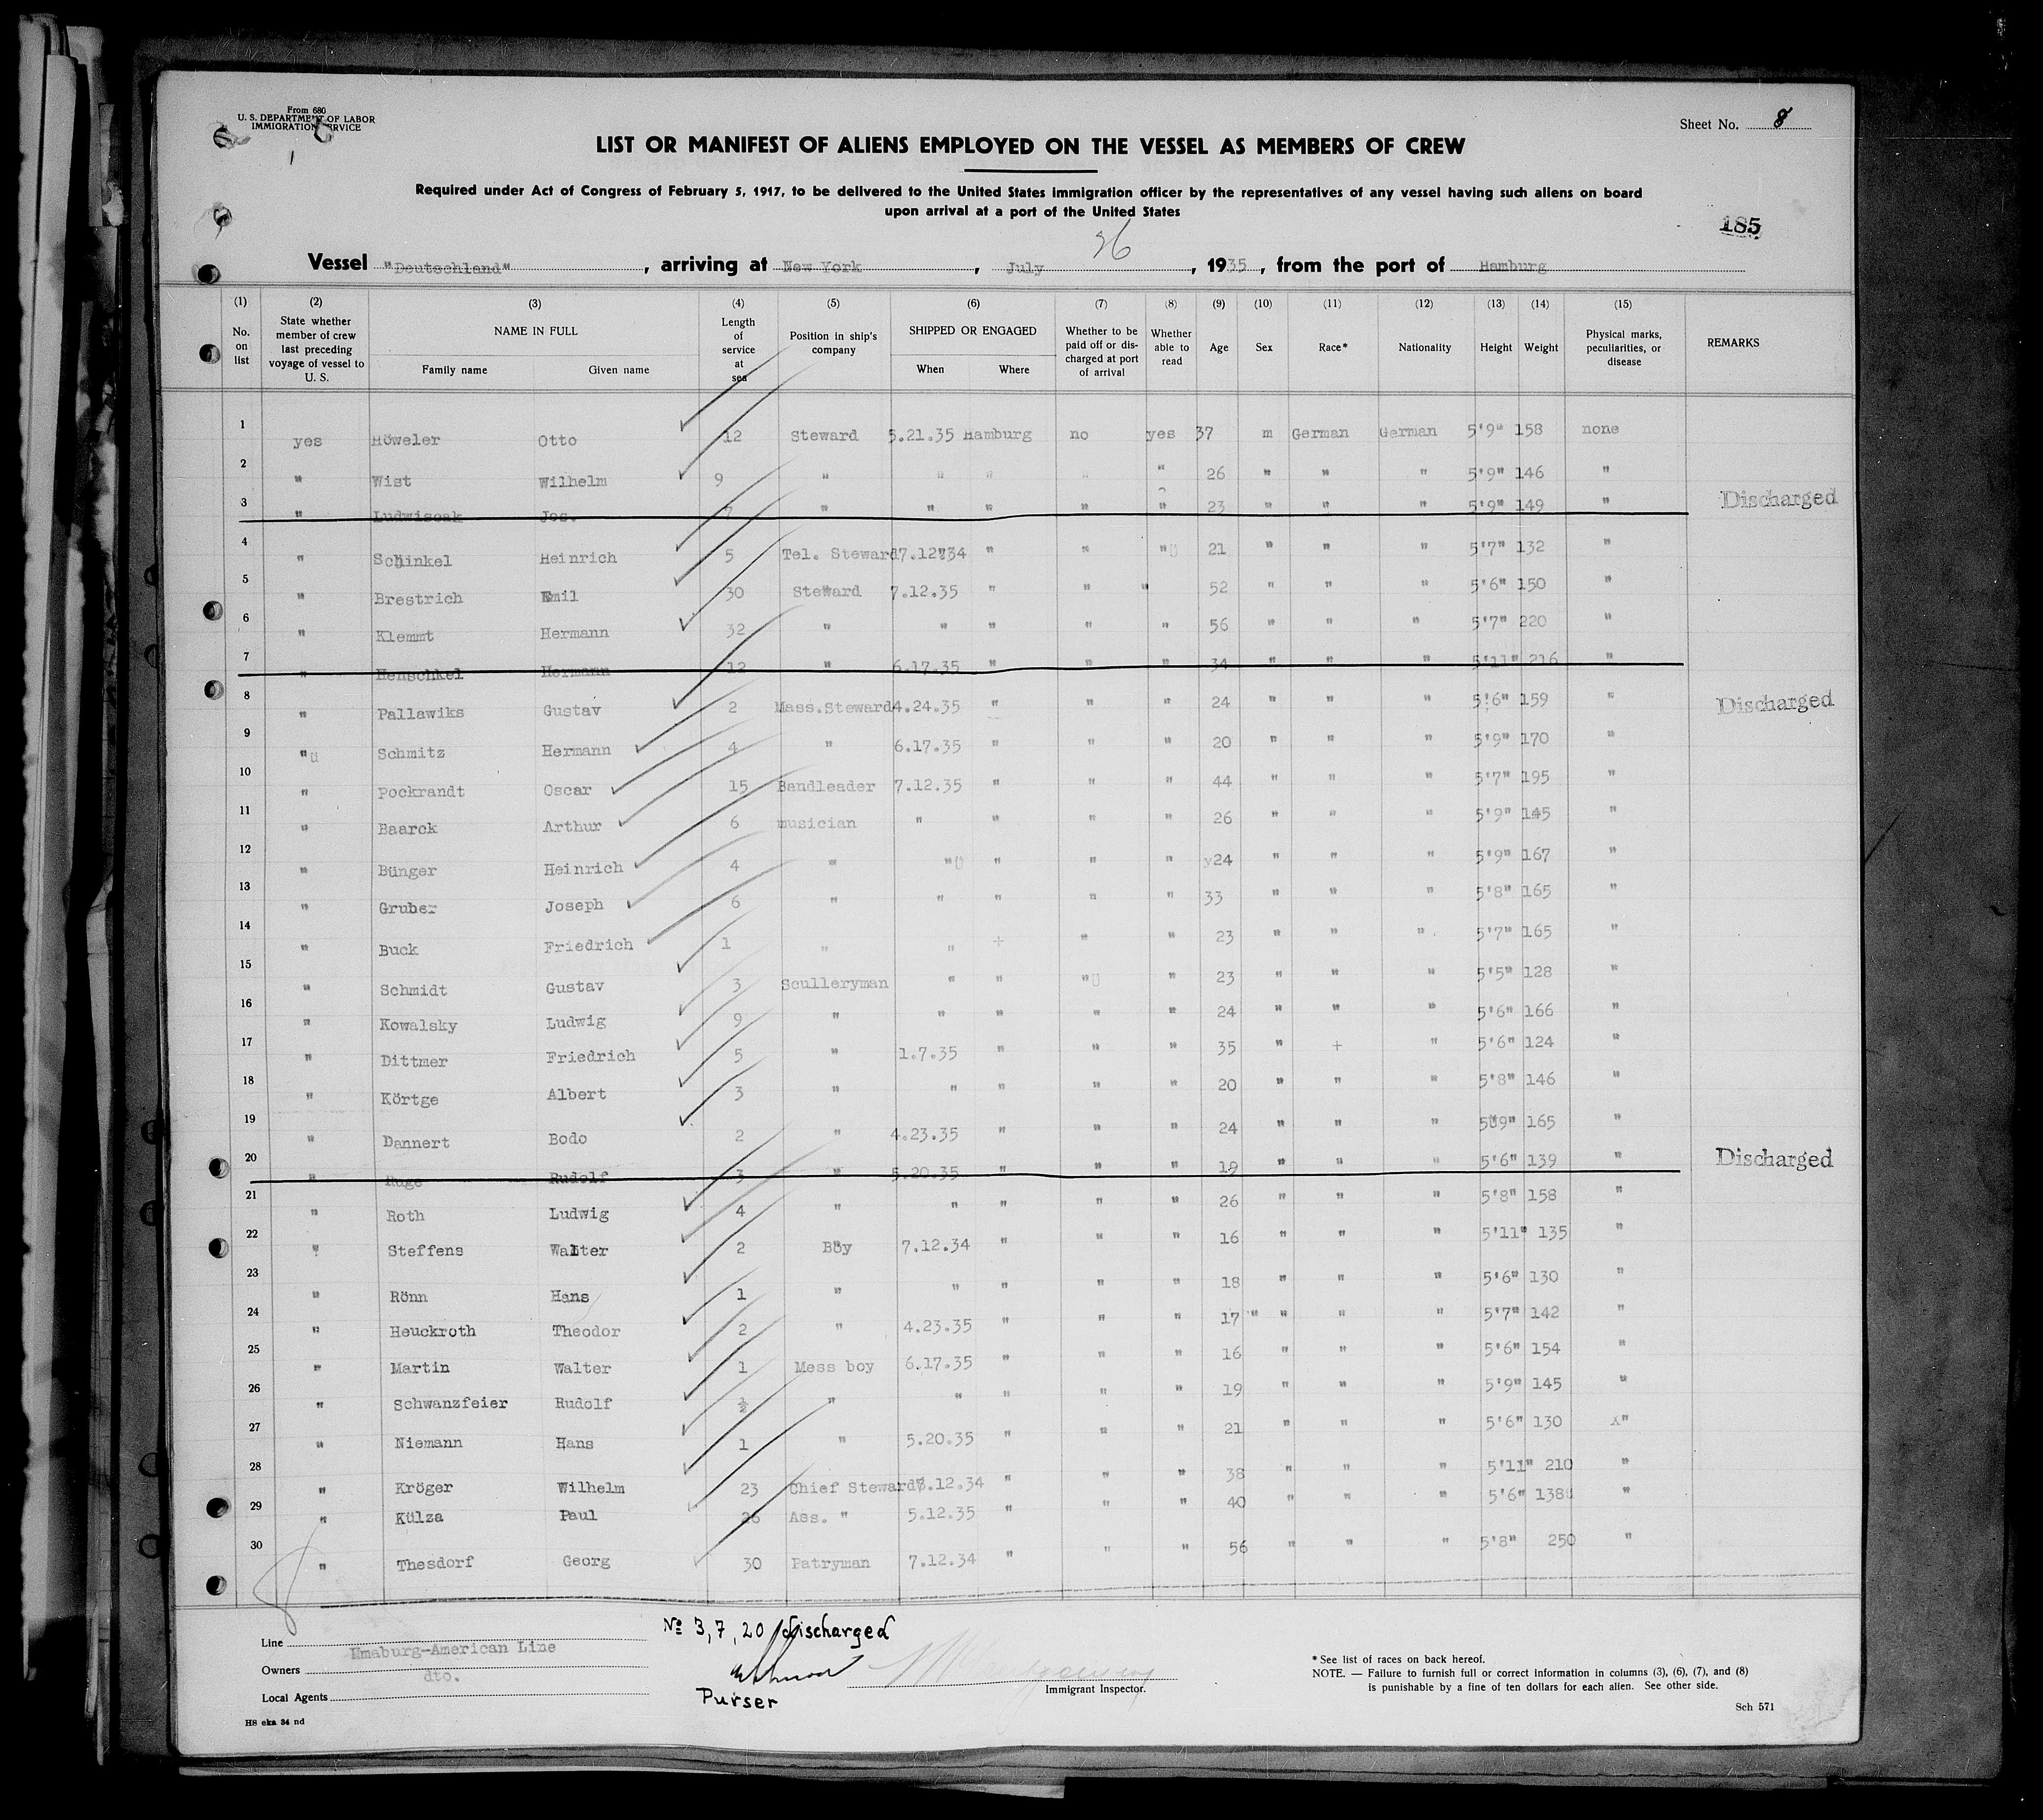 From 680
U. S. DEPARTMENT OF LABOR
IMMIGRATION SERVICE
Sheet No. 8
LIST OR MANIFEST OF ALIENS EMPLOYED ON THE VESSEL AS MEMBERS OF CREW
Required under Act of Congress of February 5, 1917, to be delivered to the United States Immigration officer by the representatives of any vessel having such aliens on board
upon arrival at a port of the United States
185
Vessel "Deutschland", arriving at New York, July 26, 1935, from the port of Hamburg
(1) (2) (3) (4) (5) (6) (7) (8) (9) (10) (11) (12) (13) (14) (15)
No. on list State whether member of crew last preceding voyage of vessel to U. S. NAME IN FULL Family name Given name Length of service at sea Position in ship's company SHIPPED OR ENGAGED When Where Whether to be paid off or discharged at port of arrival Whether able to read Age Sex Race* Nationality Height Weight Physical marks, peculiarities, or disease REMARKS
1 yes Höweler Otto 12 Steward 5.21.35 Hamburg no yes 37 m German German 5'9" 158 none
2 " Wist Wilhelm 9 " " " " " 26 " " " 5'9" 146 "
3 " Ludwiscak Jos. 7 " " " " " 23 " " " 5'9" 149 " Discharged
4 " Schinkel Heinrich 5 Tel. Steward 7.12"34 " " " 21 " " " 5'7" 132 "
5 " Brestrich Emil 30 Steward 7.12.35 " " " 52 " " " 5'6" 150 "
6 " Klemmt Hermann 32 " " " " " 56 " " " 5'7" 220 "
7 " Henschkel Hermann 12 " 6.17.35 " " " 34 " " " 5'11" 216 "
8 " Pallawiks Gustav 2 Mass.Steward 4.24.35 " " " 24 " " " 5'6" 159 " Discharged
9 " Schmitz Hermann 4 " 6.17.35 " " " 20 " " " 5'9" 170 "
10 " Pockrandt Oscar 15 Bandleader 7.12.35 " " " 44 " " " 5'7" 195 "
11 " Baarck Arthur 6 musician " " " " 26 " " " 5'9" 145 "
12 " Bünger Heinrich 4 " " " " " y24 " " " 5'9" 167 "
13 " Gruber Joseph 6 " " " " " 33 " " " 5'8" 165 "
14 " Buck Friedrich 1 " " + " " 23 " " " 5'7" 165 "
15 " Schmidt Gustav 3 Sculleryman " " " " 23 " " " 5'5" 128 "
16 " Kowalsky Ludwig 9 " " " " " 24 " " " 5'6" 166 "
17 " Dittmer Friedrich 5 " 1.7.35 " " " 35 " + " 5'6" 124 "
18 " Körtge Albert 3 " " " " " 20 " " " 5'8" 146 "
19 " Dannert Bodo 2 " 4.23.35 " " " 24 " " " 5'9" 165 "
20 " Ruge Rudolf 3 " 5.20.35 " " " 19 " " " 5'6" 139 " Discharged
21 " Roth Ludwig 4 " " " " " 26 " " " 5'8" 158 "
22 " Steffens Walter 2 Boy 7.12.34 " " " 16 " " " 5'11" 135 "
23 " Rönn Hans 1 " " " " " 18 " " " 5'6" 130 "
24 " Heuckroth Theodor 2 " 4.23.35 " " " 17 " " " " 5'7" 142 "
25 " Martin Walter 1 Mess boy 6.17.35 " " " 16 " " " 5'6" 154 "
26 " Schwanzfeier Rudolf ½ " " " " " 19 " " " 5'9" 145 "
27 " Niemann Hans 1 " 5.20.35 " " " 21 " " " 5'6" 130 x"
28 " Kröger Wilhelm 23 Chief Steward 7.12.34 " " " 38 " " " 5'11" 210 "
29 " Külza Paul 26 Ass. " 5.12.35 " " " 40 " " " 5'6" 138 "
30 " Thesdorf Georg 30 Patryman 7.12.34 " " " 56 " " " 5'8" 250 "
No 3, 7, 20 discharged
Purser
Line Hmaburg-American Line
Owners dto.
Local Agents
Immigrant Inspector.
* See list of races on back hereof.
NOTE. — Failure to furnish full or correct information in columns (3), (6), (7), and (8)
is punishable by a fine of ten dollars for each alien. See other side.
HS eka 34 nd
Sch 571